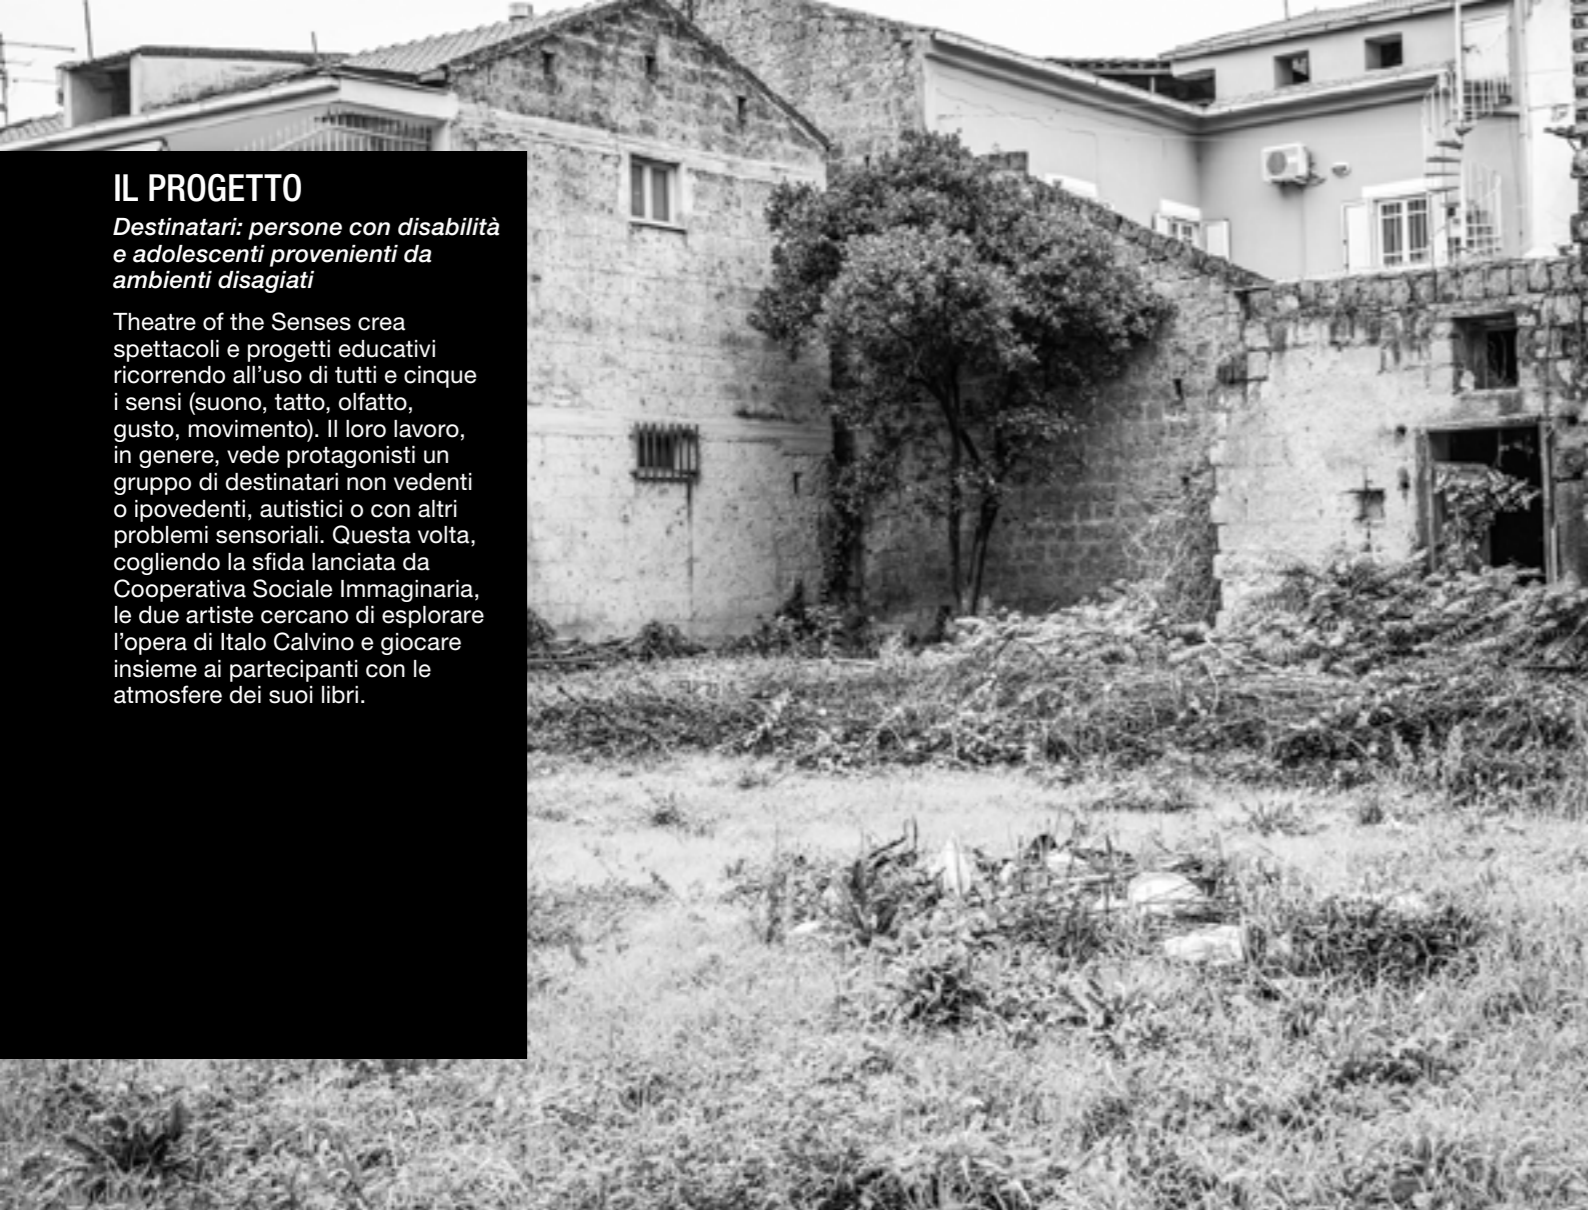 IL PROGETTO
Destinatari: persone con disabilità
e adolescenti provenienti da
ambienti disagiati
Theatre of the Senses crea
spettacoli e progetti educativi
ricorrendo all’uso di tutti e cinque
i sensi (suono, tatto, olfatto,
gusto, movimento). Il loro lavoro,
in genere, vede protagonisti un
gruppo di destinatari non vedenti
o ipovedenti, autistici o con altri
problemi sensoriali. Questa volta,
cogliendo la sfida lanciata da
Cooperativa Sociale Immaginaria,
le due artiste cercano di esplorare
l’opera di Italo Calvino e giocare
insieme ai partecipanti con le
atmosfere dei suoi libri.